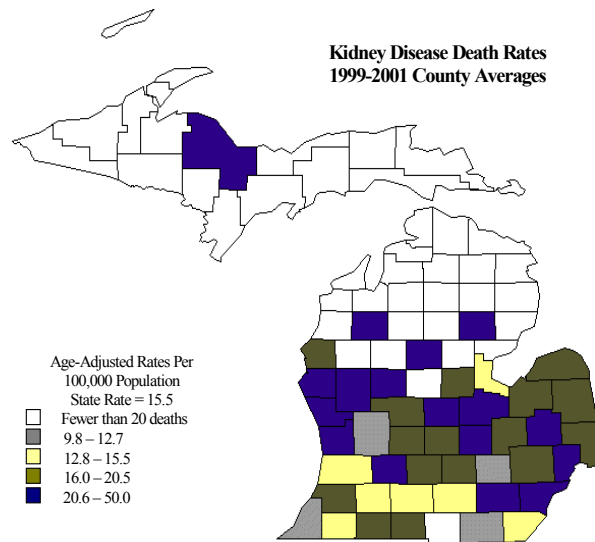 Kidney Disease Death Rates
1999-2001 County Averages
Age-Adjusted Rates Per
100,000 Population
State Rate = 15.5
Fewer than 20 deaths
9.8 – 12.7
12.8 – 15.5
16.0 – 20.5
20.6 – 50.0